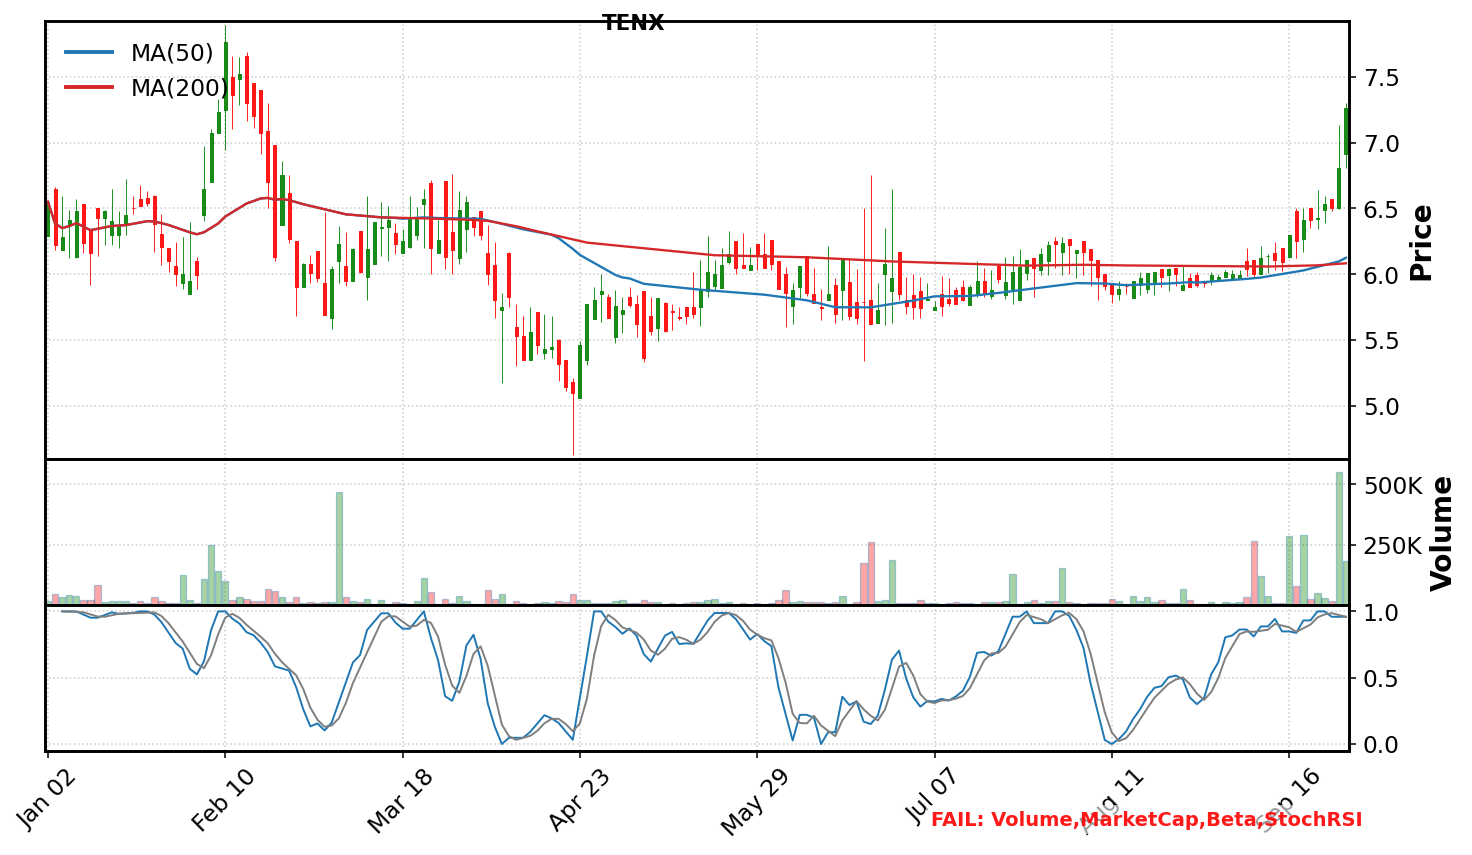 TENX
MA(50)
MA(200)
7.5
7.0
6.5
6.0
5.5
5.0
Price
500K
250K
Volume
1.0
0.5
0.0
Jan 02
Feb 10
Mar 18
Apr 23
May 29
Jul 07
Aug 11
Sep 16
FAIL: Volume,MarketCap,Beta,StochRSI